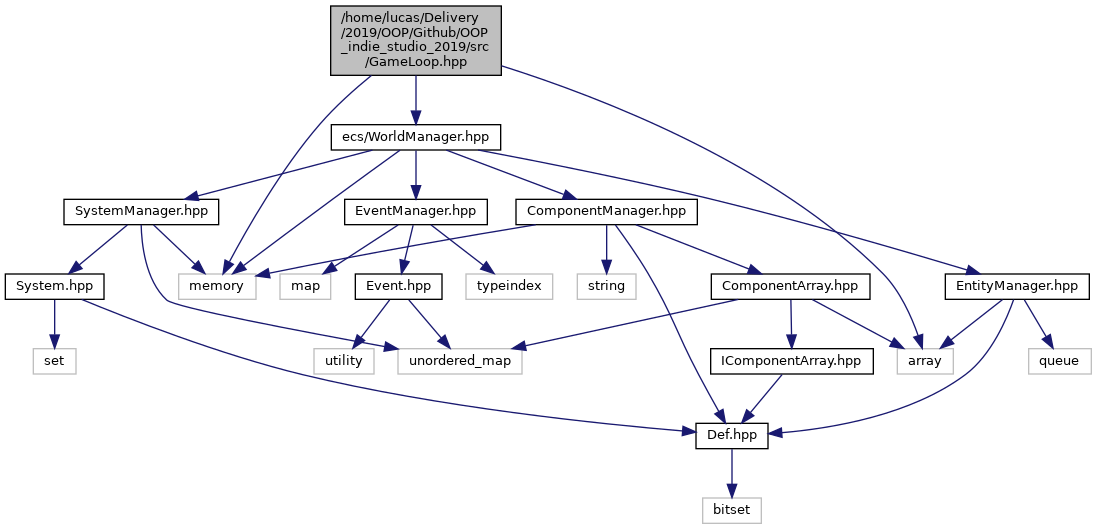 /home/lucas/Delivery
/2019/OOP/Github/OOP
_indie_studio_2019/src
/GameLoop.hpp
ecs/WorldManager.hpp
SystemManager.hpp
EventManager.hpp
ComponentManager.hpp
System.hpp
memory
map
Event.hpp
typeindex
string
ComponentArray.hpp
EntityManager.hpp
set
utility
unordered_map
IComponentArray.hpp
array
queue
Def.hpp
bitset